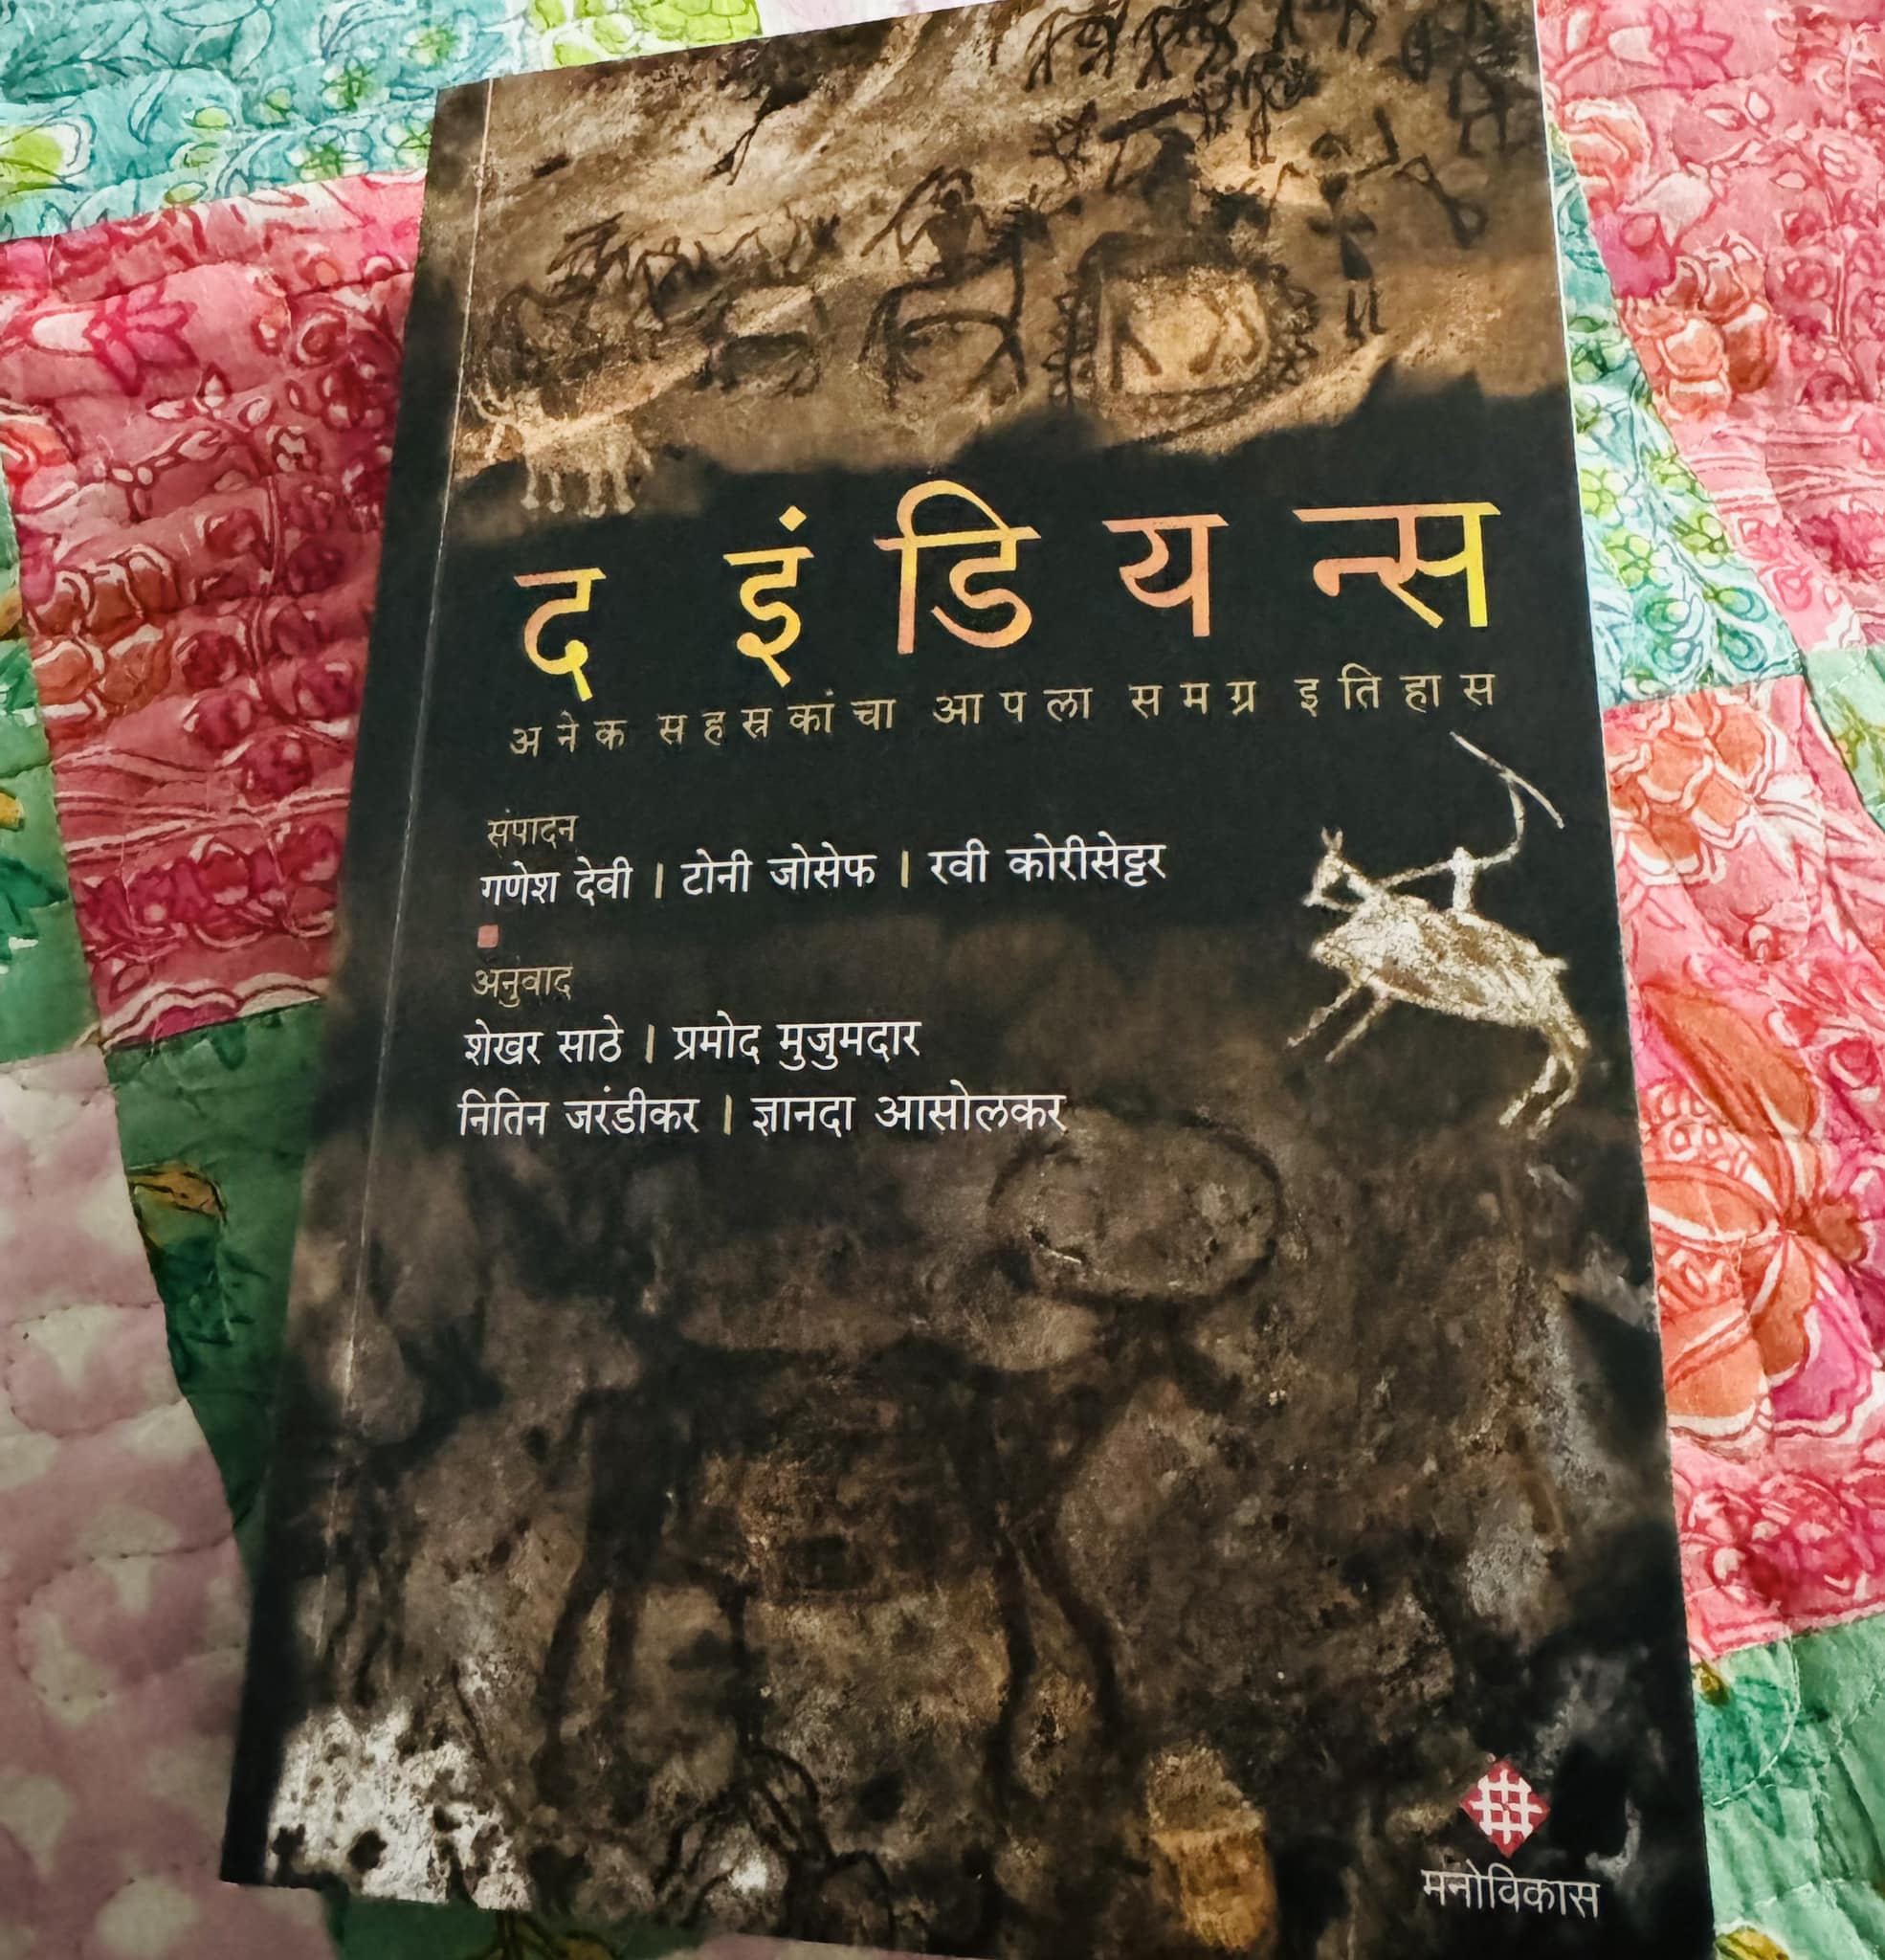 द इंडियन्स
अनेक सहस्रकांचा आपला समग्र इतिहास
संपादन
गणेश देवी | टोनी जोसेफ | रवी कोरीसेट्टर
अनुवाद
शेखर साठे | प्रमोद मुजुमदार
नितिन जरंडीकर | ज्ञानदा आसोलकर
मनोविकास